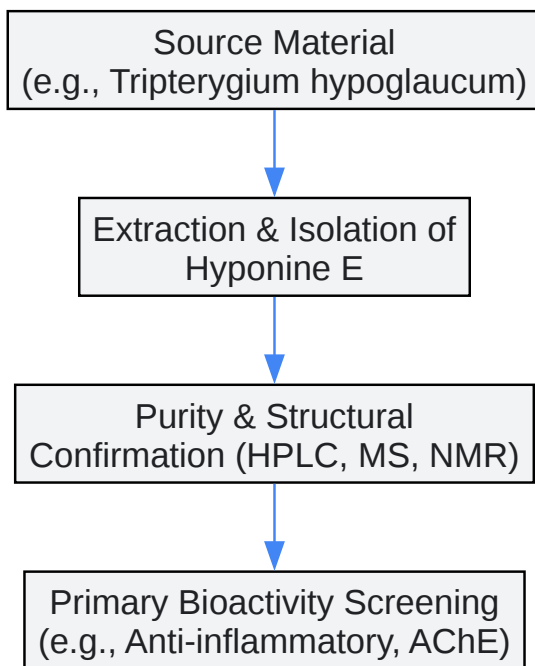 Source Material
(e.g., Tripterygium hypoglaucum)
Extraction & Isolation of
Hyponine E
Purity & Structural
Confirmation (HPLC, MS, NMR)
Primary Bioactivity Screening
(e.g., Anti-inflammatory, AChE)